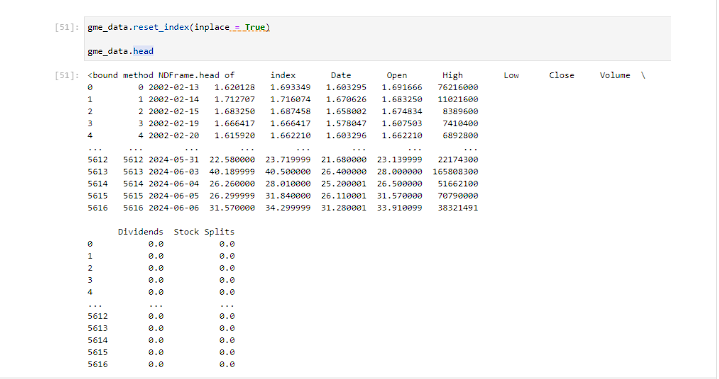 [51]: gme_data.reset_index(inplace = True)
gme_data.head
[51]: <bound method NDFrame.head of index Date Open High Low Close Volume \
0 0 2002-02-13 1.620128 1.693349 1.603295 1.691666 76216000
1 1 2002-02-14 1.712707 1.716074 1.670626 1.683250 11021600
2 2 2002-02-15 1.683250 1.687458 1.658002 1.674834 8389600
3 3 2002-02-19 1.666417 1.666417 1.578047 1.607503 7410400
4 4 2002-02-20 1.615920 1.662210 1.603296 1.662210 6892800
... ... ... ... ... ... ... ...
5612 5612 2024-05-31 22.580000 23.719999 21.680000 23.139999 22174300
5613 5613 2024-06-03 40.189999 40.500000 26.400000 28.000000 165808300
5614 5614 2024-06-04 26.260000 28.010000 25.200001 26.500000 51662100
5615 5615 2024-06-05 26.299999 31.840000 26.110001 31.570000 70790000
5616 5616 2024-06-06 31.570000 34.299999 31.280001 33.910099 38321491
Dividends Stock Splits
0 0.0 0.0
1 0.0 0.0
2 0.0 0.0
3 0.0 0.0
4 0.0 0.0
... ... ...
5612 0.0 0.0
5613 0.0 0.0
5614 0.0 0.0
5615 0.0 0.0
5616 0.0 0.0